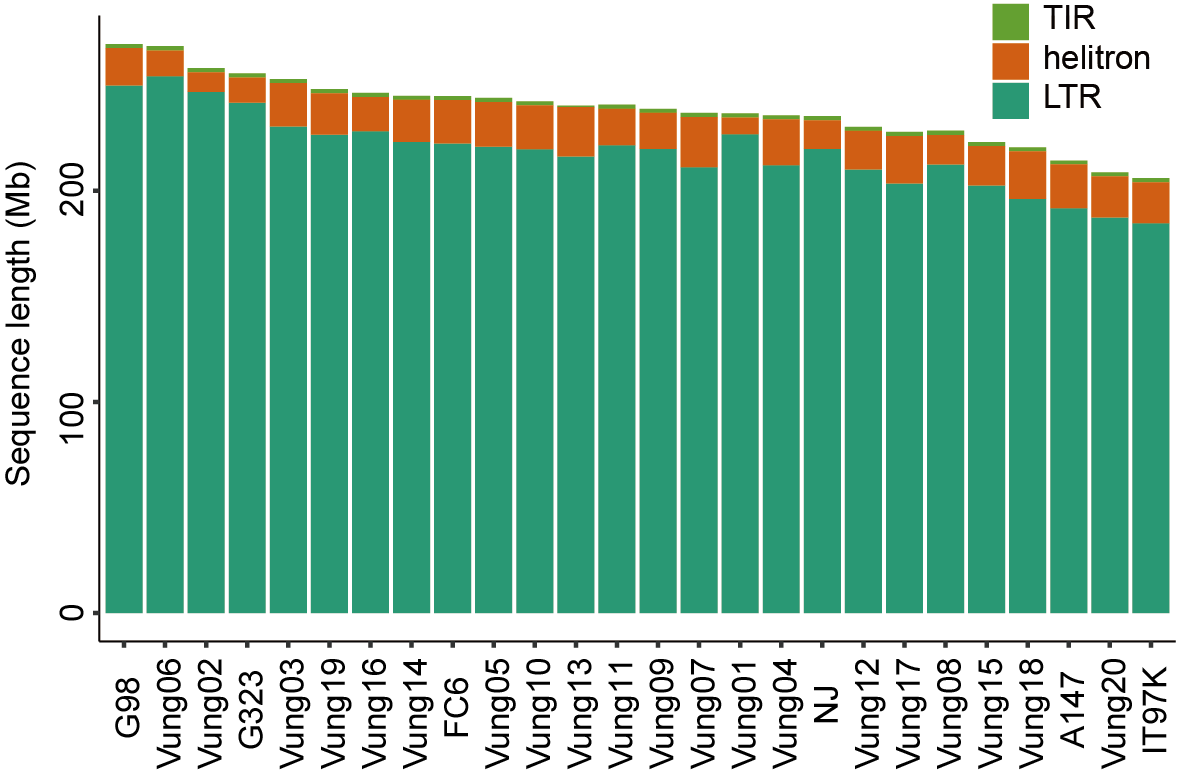 TIR
helitron
LTR
Sequence length (Mb)
200
100
0
G98
Vung06
Vung02
G323
Vung03
Vung19
Vung16
Vung14
FC6
Vung05
Vung10
Vung13
Vung11
Vung09
Vung07
Vung01
Vung04
NJ
Vung12
Vung17
Vung08
Vung15
Vung18
A147
Vung20
IT97K